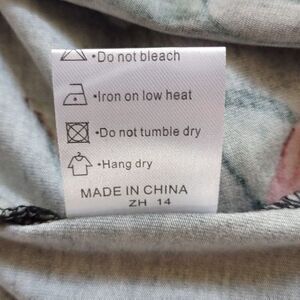 •Do not bleach
•Iron on low heat
•Do not tumble dry
•Hang dry
MADE IN CHINA
ZH 14